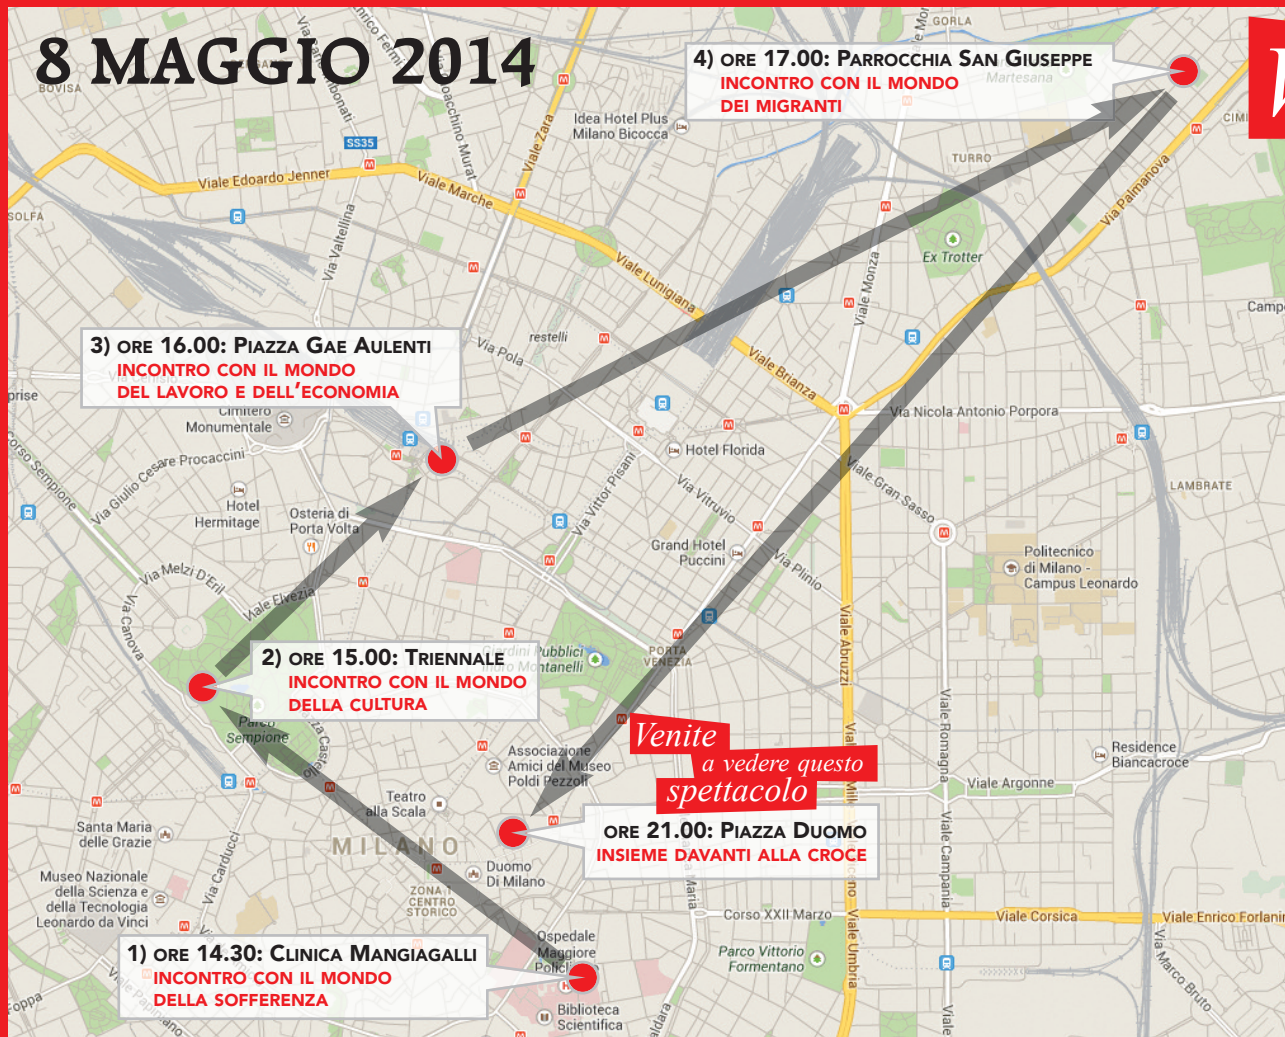 8 MAGGIO 2014
4) ORE 17.00: PARROCCHIA SAN GIUSEPPE
INCONTRO CON IL MONDO
DEI MIGRANTI
GORLA
Martesana
BOVISA
Idea Hotel Plus
Milano Bicocca
SS35
Viale Zara
Viale Edoardo Jenner
Viale Marche
TURRO
Via Palmanova
Via Valtellina
Ex Trotter
Viale Lunigiana
Viale Monza
3) ORE 16.00: PIAZZA GAE AULENTI
INCONTRO CON IL MONDO
DEL LAVORO E DELL'ECONOMIA
restelli
Via Pola
Viale Brianza
prise
Cimitero
Monumentale
Via Nicola Antonio Porpora
Corso Sempione
Via Giulio Cesare Procaccini
Hotel Florida
Via Vittor Pisani
Via Vitruvio
Viale Gran Sasso
LAMBRATE
Hotel
Hermitage
Osteria di
Porta Volta
Grand Hotel
Puccini
Via Plinio
Politecnico
di Milano -
Campus Leonardo
Via Melzi D'Eril
Viale Elvezia
Via Canova
Viale Abruzzi
2) ORE 15.00: TRIENNALE
INCONTRO CON IL MONDO
DELLA CULTURA
Giardini Pubblici
Indro Montanelli
PORTA
VENEZIA
Parco
Sempione
Viale Romagna
Venite
a vedere questo
spettacolo
Associazione
Amici del Museo
Poldi Pezzoli
Residence
Biancacroce
Viale Argonne
Teatro
alla Scala
ORE 21.00: PIAZZA DUOMO
INSIEME DAVANTI ALLA CROCE
Santa Maria
delle Grazie
MILANO
Via Carducci
Duomo
Di Milano
Viale Campania
Museo Nazionale
della Scienza e
della Tecnologia
Leonardo da Vinci
ZONA 1
CENTRO
STORICO
Corso XXII Marzo
Viale Corsica
Viale Enrico Forlanini
1) ORE 14.30: CLINICA MANGIAGALLI
INCONTRO CON IL MONDO
DELLA SOFFERENZA
Ospedale
Maggiore
Parco Vittorio
Formentano
Viale Umbria
Via Marco Bruto
Foppa
Biblioteca
Scientifica
Viale